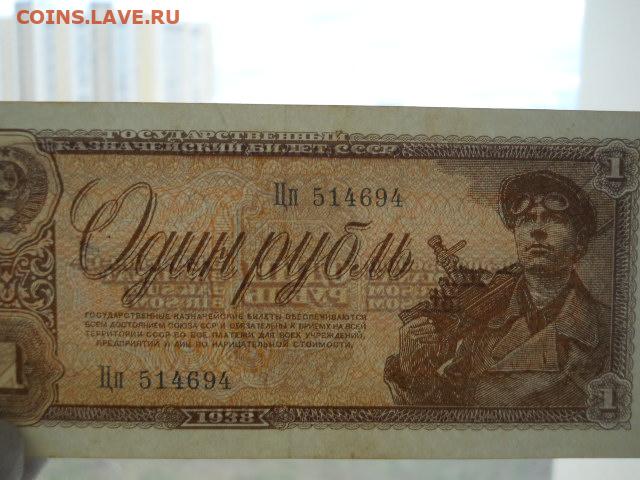 COINS.LAVE.RU
ГОСУДАРСТВЕННЫЙ
КАЗНАЧЕЙСКИЙ БИЛЕТ СССР
1
Цп 514694
Один рубль
ГОСУДАРСТВЕННЫЕ КАЗНАЧЕЙСКИЕ БИЛЕТЫ ОБЕСПЕЧИВАЮТСЯ
ВСЕМ ДОСТОЯНИЕМ СОЮЗА ССР И ОБЯЗАТЕЛЬНЫ К ПРИЕМУ НА ВСЕЙ
ТЕРРИТОРИИ СССР ВО ВСЕ ПЛАТЕЖИ ДЛЯ ВСЕХ УЧРЕЖДЕНИЙ,
ПРЕДПРИЯТИЙ И ЛИЦ ПО НАРИЦАТЕЛЬНОЙ СТОИМОСТИ.
Цп 514694
1
1938
1